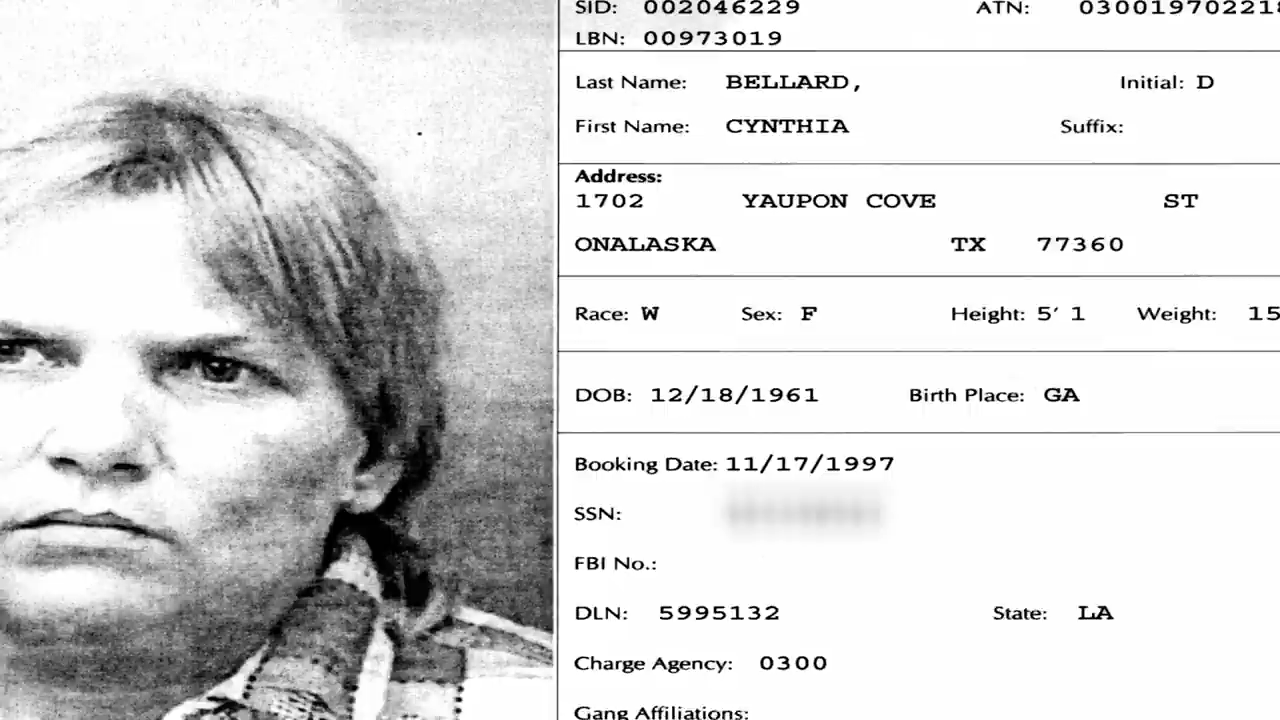 SID: 002046229 ATN: 030019702218
LBN: 00973019
Last Name: BELLARD, Initial: D
First Name: CYNTHIA Suffix:
Address:
1702 YAUPON COVE ST
ONALASKA TX 77360
Race: W Sex: F Height: 5' 1 Weight: 15
DOB: 12/18/1961 Birth Place: GA
Booking Date: 11/17/1997
SSN:
FBI No.:
DLN: 5995132 State: LA
Charge Agency: 0300
Gang Affiliations: